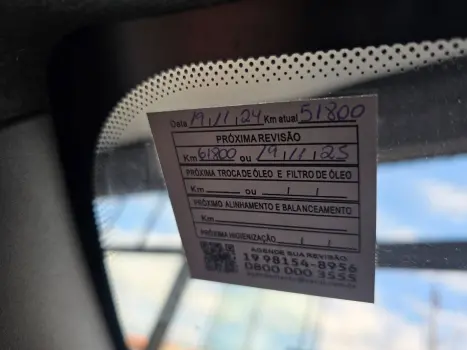 Data 19,11,24 Km atual 51800
PRÓXIMA REVISÃO
Km 61800 ou 19,11,25
PRÓXIMA TROCA DE ÓLEO E FILTRO DE ÓLEO
Km ou / /
PRÓXIMO ALINHAMENTO E BALANCEAMENTO
Km
PRÓXIMA HIGIENIZAÇÃO / /
AGENDE SUA REVISÃO
19 98154-8956
0800 000 3555